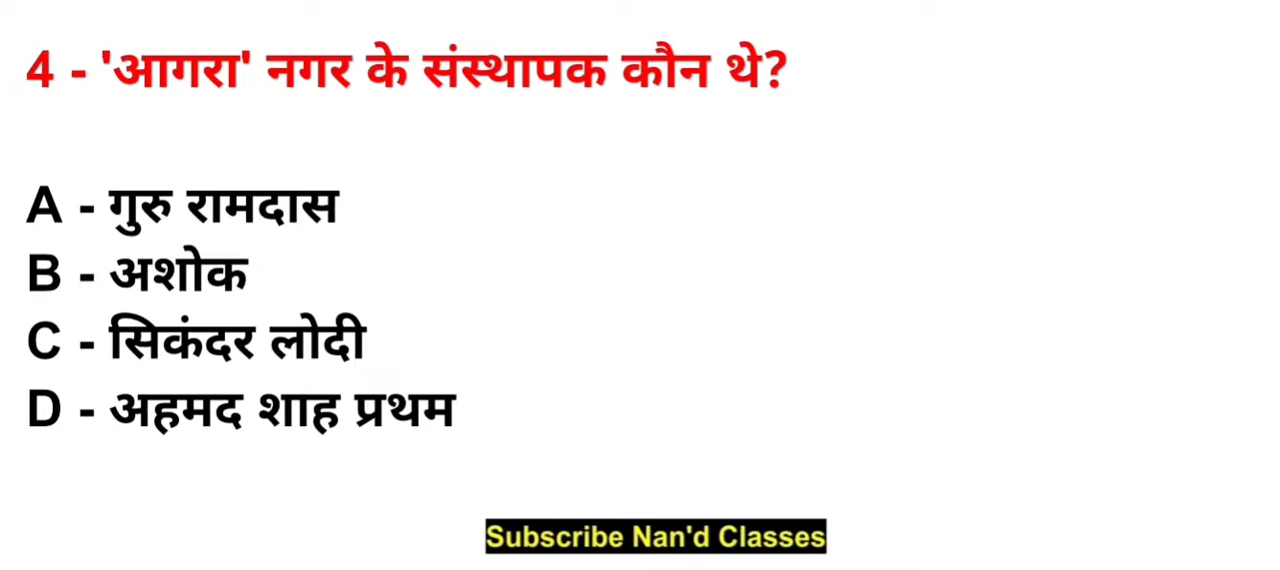 4 - 'आगरा' नगर के संस्थापक कौन थे?
A - गुरु रामदास
B - अशोक
C - सिकंदर लोदी
D - अहमद शाह प्रथम
Subscribe Nan'd Classes